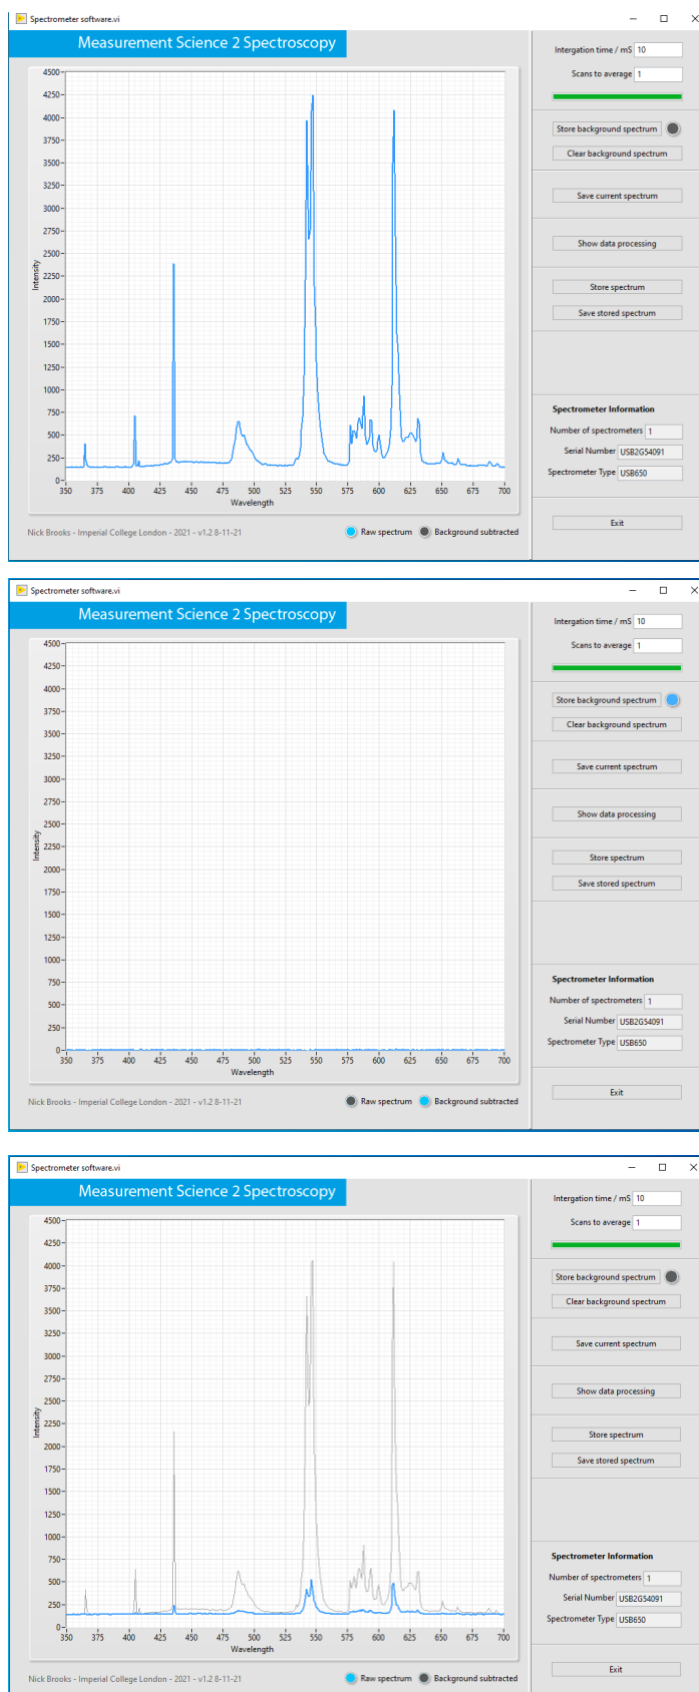 Spectrometer software.vi
Measurement Science 2 Spectroscopy
Intergation time / mS 10
Scans to average 1
Store background spectrum
Clear background spectrum
Save current spectrum
Show data processing
Store spectrum
Save stored spectrum
Spectrometer Information
Number of spectrometers 1
Serial Number USB2G54091
Spectrometer Type USB650
Exit
4500
4250
4000
3750
3500
3250
3000
2750
2500
2250
2000
1750
1500
1250
1000
750
500
250
0
Intensity
350 375 400 425 450 475 500 525 550 575 600 625 650 675 700
Wavelength
Nick Brooks - Imperial College London - 2021 - v1.2 8-11-21
Raw spectrum Background subtracted
Spectrometer software.vi
Measurement Science 2 Spectroscopy
Intergation time / mS 10
Scans to average 1
Store background spectrum
Clear background spectrum
Save current spectrum
Show data processing
Store spectrum
Save stored spectrum
Spectrometer Information
Number of spectrometers 1
Serial Number USB2G54091
Spectrometer Type USB650
Exit
4500
4250
4000
3750
3500
3250
3000
2750
2500
2250
2000
1750
1500
1250
1000
750
500
250
0
Intensity
350 375 400 425 450 475 500 525 550 575 600 625 650 675 700
Wavelength
Nick Brooks - Imperial College London - 2021 - v1.2 8-11-21
Raw spectrum Background subtracted
Spectrometer software.vi
Measurement Science 2 Spectroscopy
Intergation time / mS 10
Scans to average 1
Store background spectrum
Clear background spectrum
Save current spectrum
Show data processing
Store spectrum
Save stored spectrum
Spectrometer Information
Number of spectrometers 1
Serial Number USB2G54091
Spectrometer Type USB650
Exit
4500
4250
4000
3750
3500
3250
3000
2750
2500
2250
2000
1750
1500
1250
1000
750
500
250
0
Intensity
350 375 400 425 450 475 500 525 550 575 600 625 650 675 700
Wavelength
Nick Brooks - Imperial College London - 2021 - v1.2 8-11-21
Raw spectrum Background subtracted